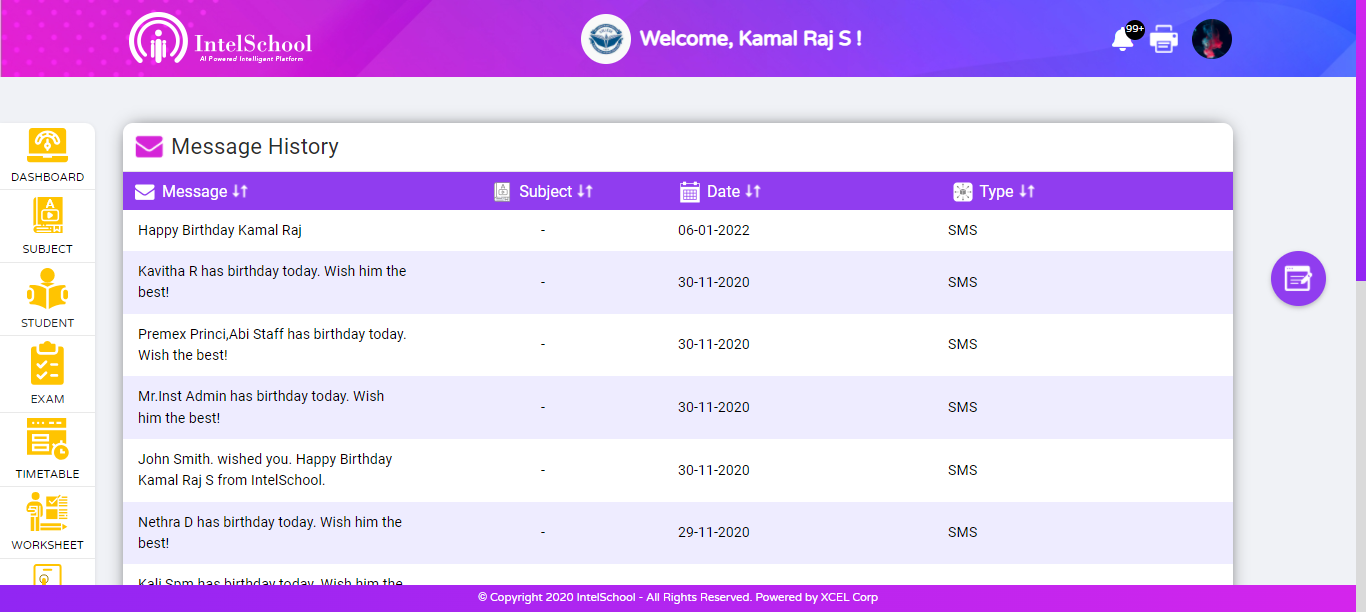 IntelSchool
AI Powered Intelligent Platform
Welcome, Kamal Raj S !
99+
DASHBOARD
SUBJECT
STUDENT
EXAM
TIMETABLE
WORKSHEET
Message History
Message Subject Date Type
Happy Birthday Kamal Raj - 06-01-2022 SMS
Kavitha R has birthday today. Wish him the
best! - 30-11-2020 SMS
Premex Princi,Abi Staff has birthday today.
Wish the best! - 30-11-2020 SMS
Mr.Inst Admin has birthday today. Wish
him the best! - 30-11-2020 SMS
John Smith. wished you. Happy Birthday
Kamal Raj S from IntelSchool. - 30-11-2020 SMS
Nethra D has birthday today. Wish him the
best! - 29-11-2020 SMS
Kali Spm has birthday today. Wish him the
© Copyright 2020 IntelSchool - All Rights Reserved. Powered by XCEL Corp